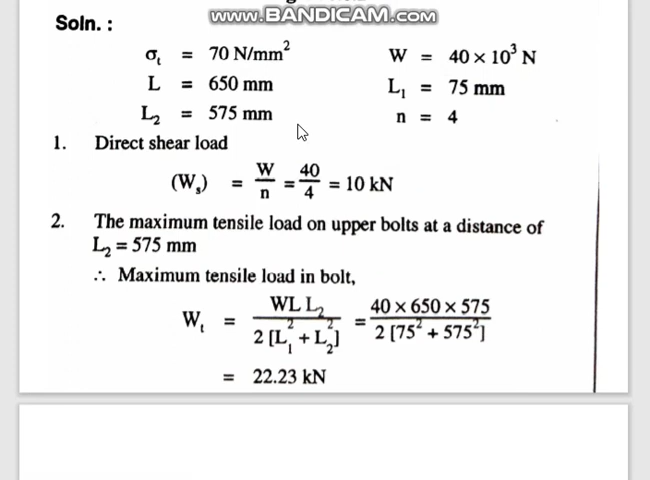 www.BANDICAM.com
Soln. :
σₜ = 70 N/mm² W = 40 × 10³ N
L = 650 mm L₁ = 75 mm
L₂ = 575 mm n = 4
1. Direct shear load
(Wₛ) = W/n = 40/4 = 10 kN
2. The maximum tensile load on upper bolts at a distance of
L₂ = 575 mm
∴ Maximum tensile load in bolt,
Wₜ = WL L₂ / 2 [L₁² + L₂²] = 40 × 650 × 575 / 2 [75² + 575²]
= 22.23 kN